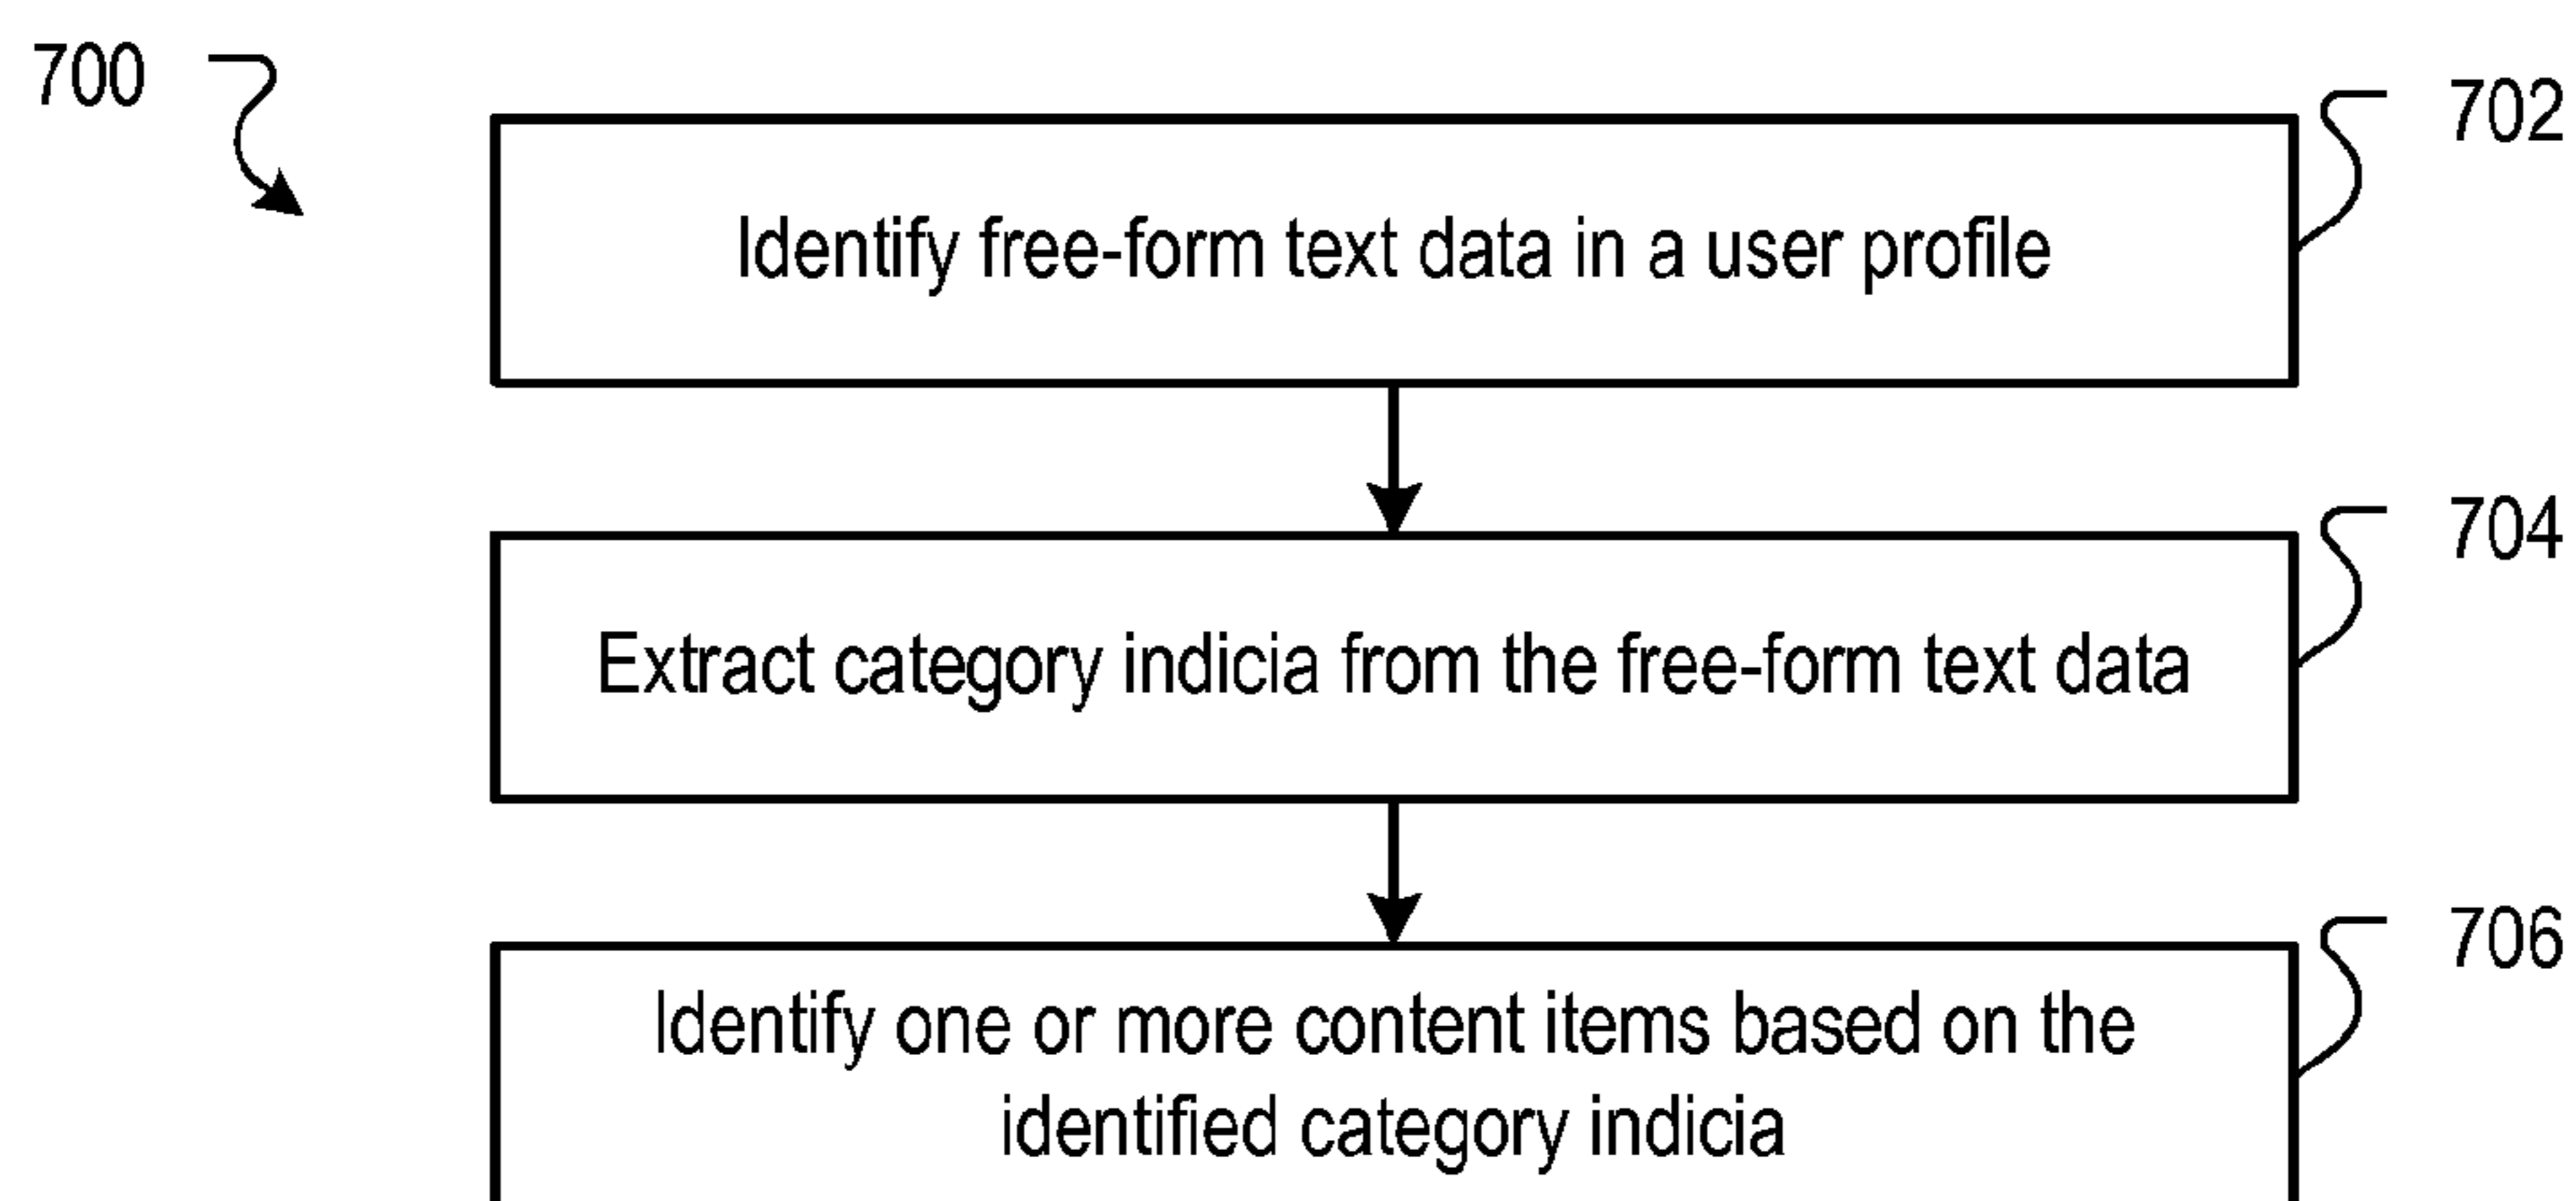 700
702
Identify free-form text data in a user profile
704
Extract category indicia from the free-form text data
706
Identify one or more content items based on the
identified category indicia